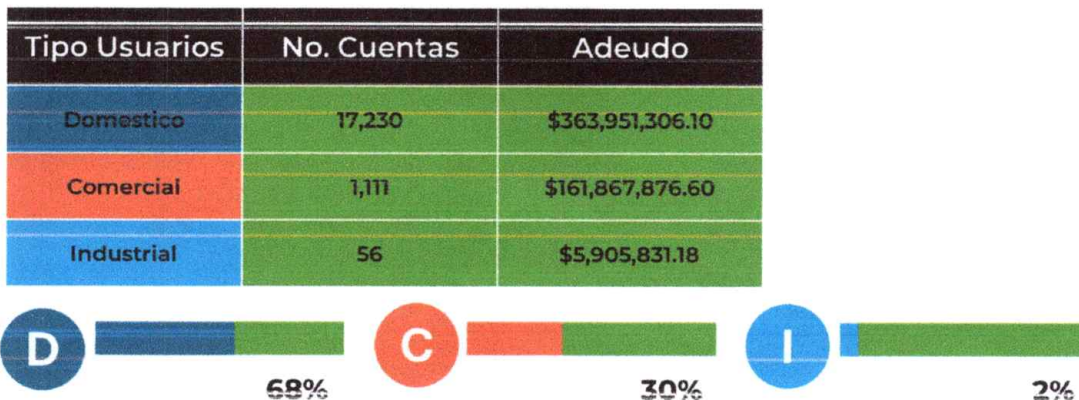 Tipo Usuarios No. Cuentas Adeudo
Domestico 17,230 $363,951,306.10
Comercial 1,111 $161,867,876.60
Industrial 56 $5,905,831.18
D C I
68% 30% 2%